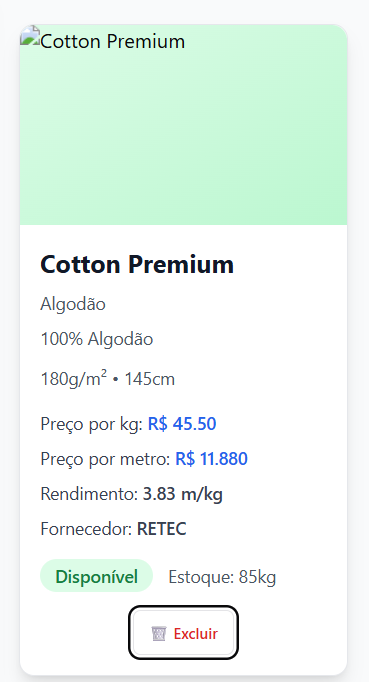 Cotton Premium
Cotton Premium
Algodão
100% Algodão
180g/m² • 145cm
Preço por kg: R$ 45.50
Preço por metro: R$ 11.880
Rendimento: 3.83 m/kg
Fornecedor: RETEC
Disponível Estoque: 85kg
Excluir